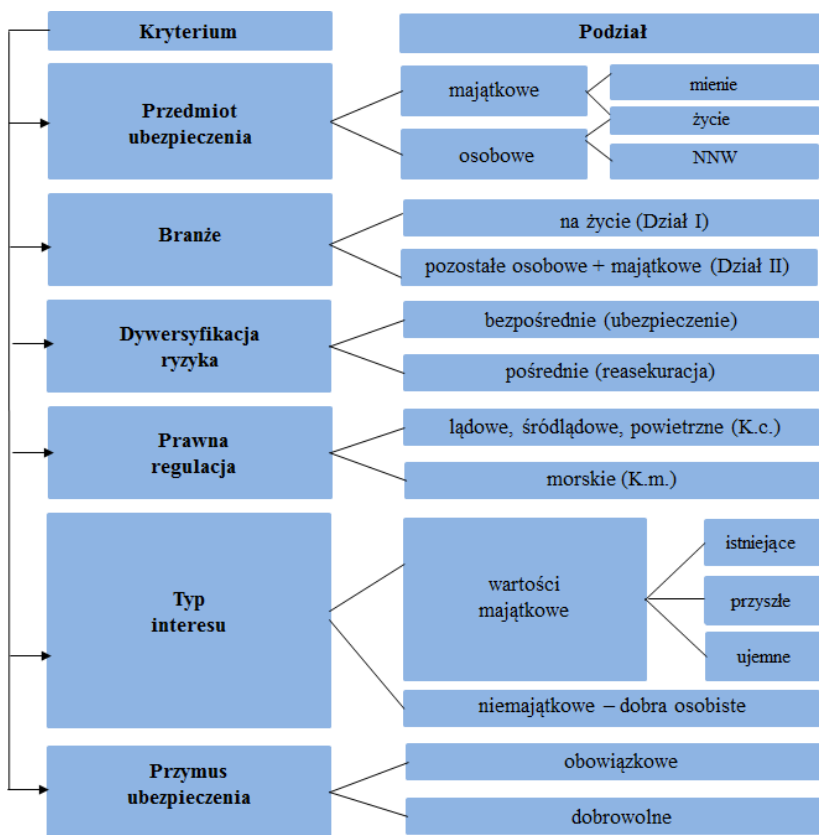 Kryterium
Podział
Przedmiot
ubezpieczenia
majątkowe
mienie
życie
osobowe
NNW
Branże
na życie (Dział I)
pozostałe osobowe + majątkowe (Dział II)
Dywersyfikacja
ryzyka
bezpośrednie (ubezpieczenie)
pośrednie (reasekuracja)
Prawna
regulacja
lądowe, śródlądowe, powietrzne (K.c.)
morskie (K.m.)
Typ
interesu
wartości
majątkowe
istniejące
przyszłe
ujemne
niemajątkowe – dobra osobiste
Przymus
ubezpieczenia
obowiązkowe
dobrowolne